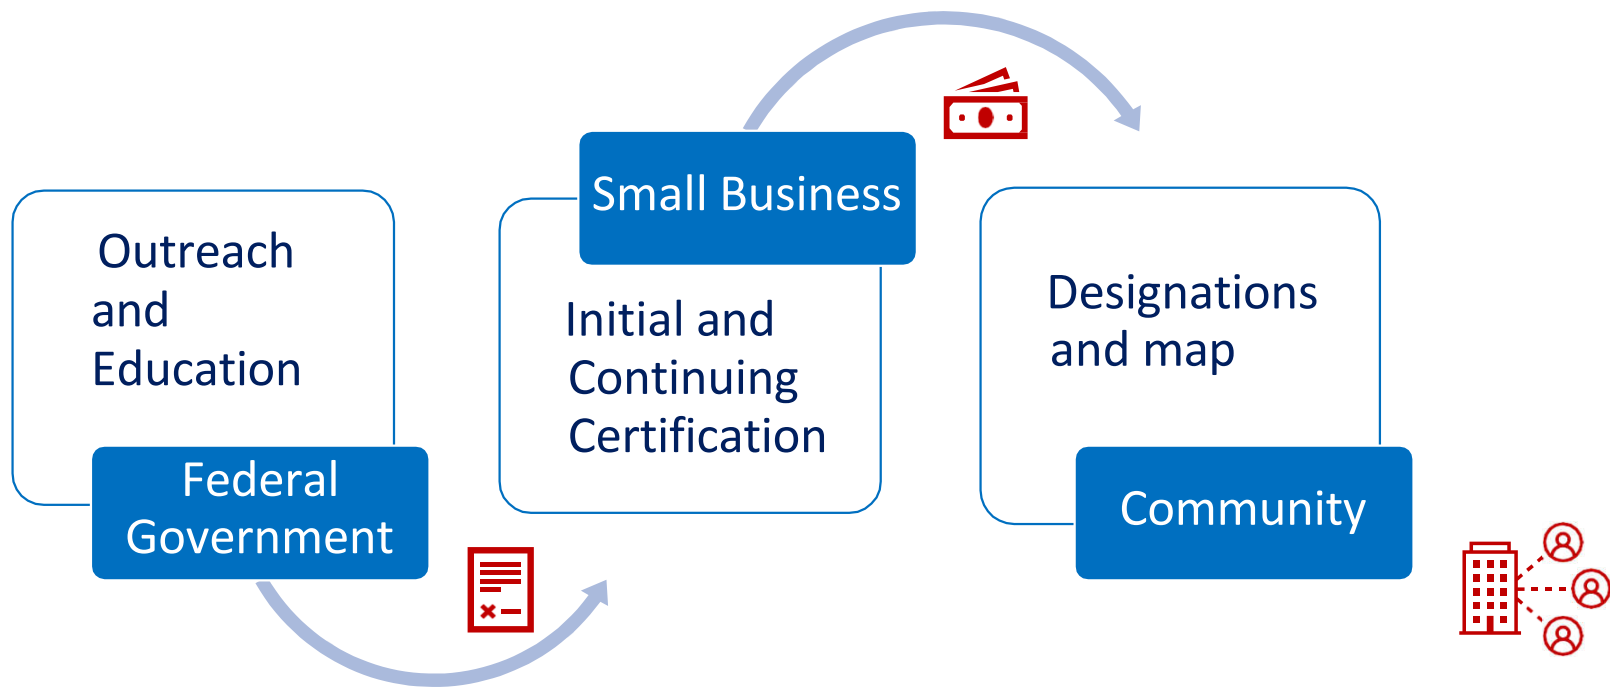 Outreach
and
Education
Federal
Government
Small Business
Initial and
Continuing
Certification
Designations
and map
Community